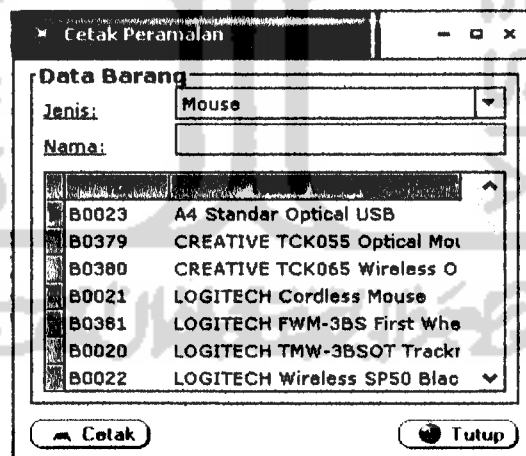 Cetak Peramalan
Data Barang
Jenis: Mouse
Nama:
B0023 A4 Standar Optical USB
B0379 CREATIVE TCK055 Optical Mou
B0380 CREATIVE TCK065 Wireless O
B0021 LOGITECH Cordless Mouse
B0381 LOGITECH FWM-3BS First Whe
B0020 LOGITECH TMW-3BSOT Trackr
B0022 LOGITECH Wireless SP50 Blac
Cetak Tutup